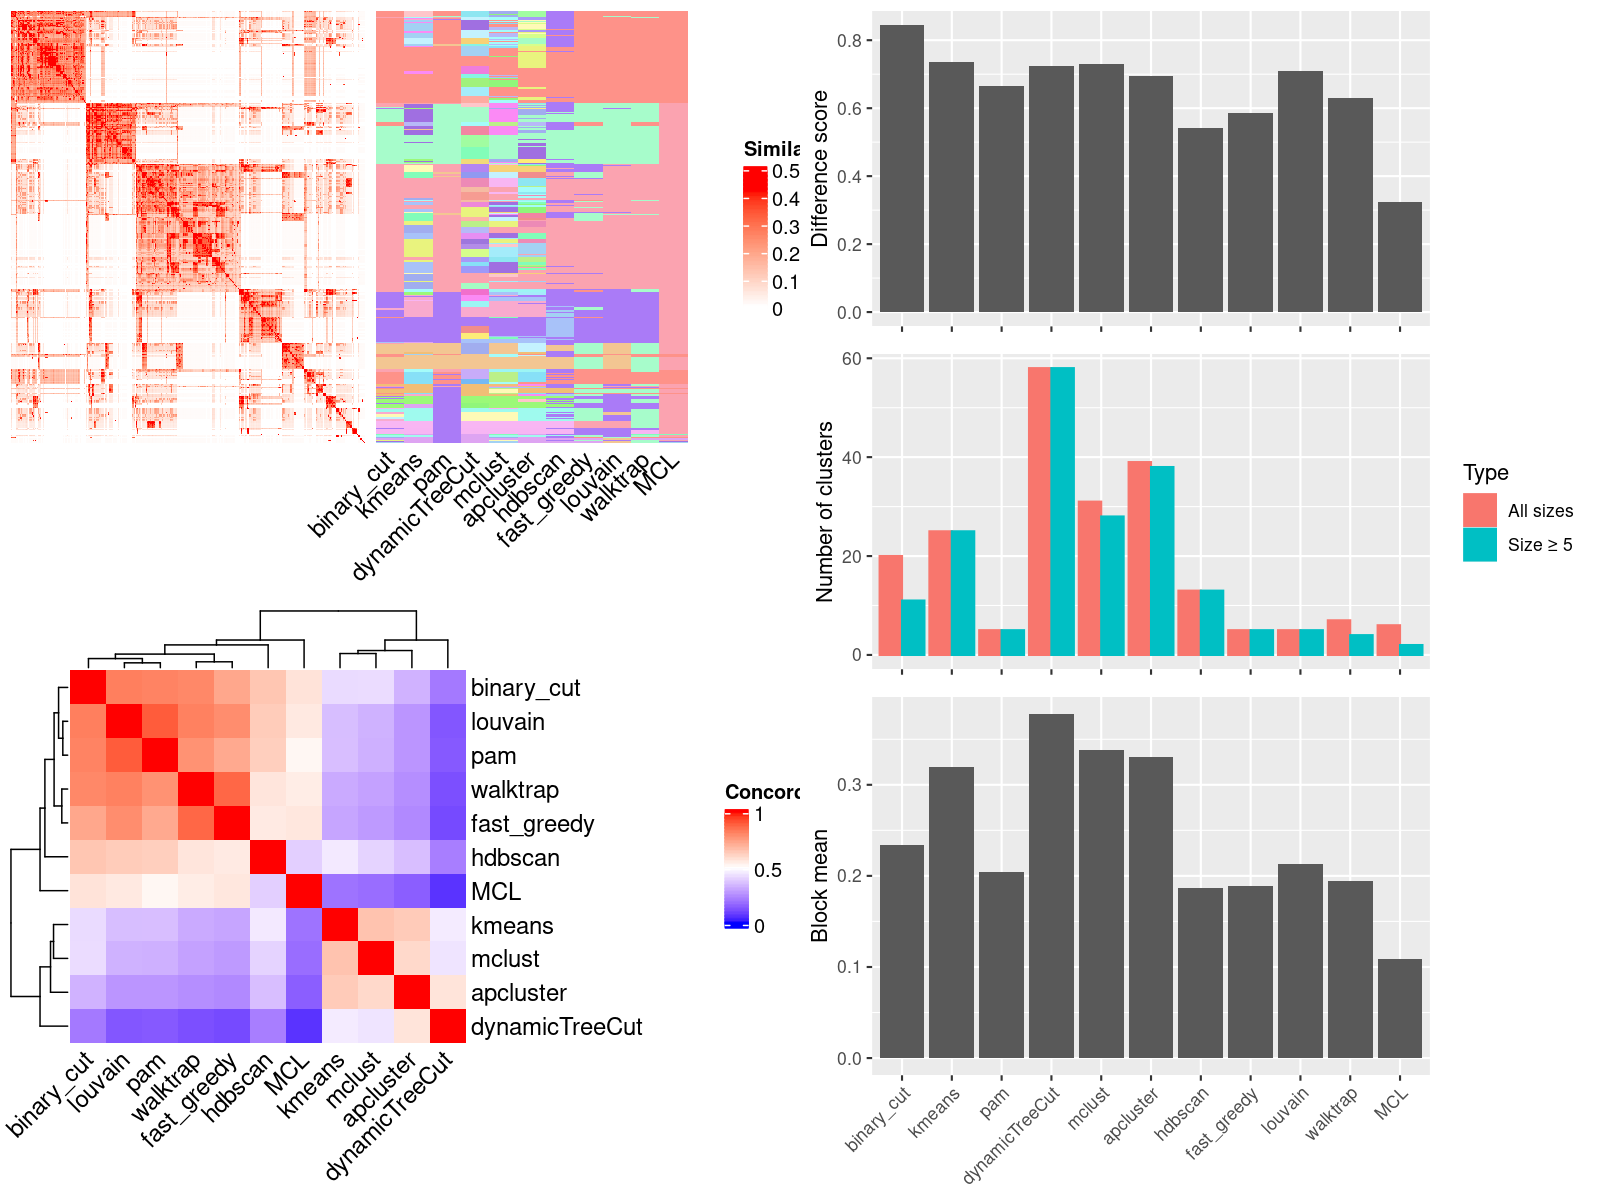 Simila
0.5
0.4
0.3
0.2
0.1
0
binary_cut
kmeans
pam
dynamicTreeCut
mclust
apcluster
hdbscan
fast_greedy
louvain
walktrap
MCL
Difference score
0.8
0.6
0.4
0.2
0.0
Number of clusters
60
40
20
0
Type
All sizes
Size ≥ 5
binary_cut
louvain
pam
walktrap
fast_greedy
hdbscan
MCL
kmeans
mclust
apcluster
dynamicTreeCut
binary_cut
louvain
pam
walktrap
fast_greedy
hdbscan
MCL
kmeans
mclust
apcluster
dynamicTreeCut
Concord
1
0.5
0
Block mean
0.3
0.2
0.1
0.0
binary_cut
kmeans
pam
dynamicTreeCut
mclust
apcluster
hdbscan
fast_greedy
louvain
walktrap
MCL